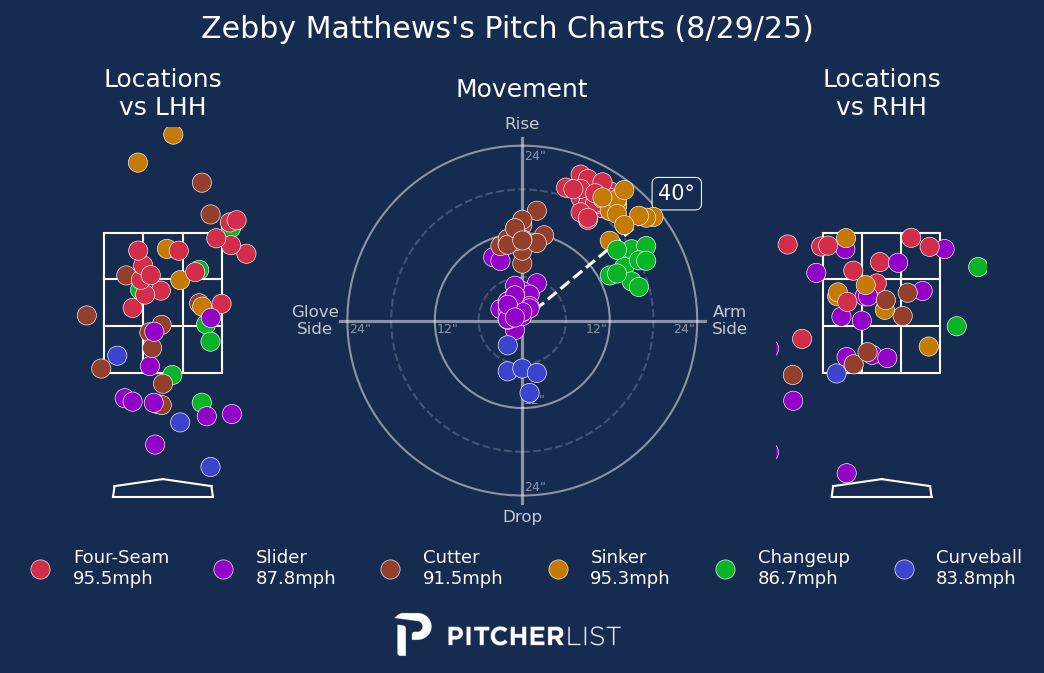 Zebby Matthews's Pitch Charts (8/29/25)
Locations
vs LHH
Movement
Locations
vs RHH
Rise
24"
40°
Glove
Side
24"
12"
12"
24"
Arm
Side
24"
Drop
Four-Seam
95.5mph
Slider
87.8mph
Cutter
91.5mph
Sinker
95.3mph
Changeup
86.7mph
Curveball
83.8mph
PITCHERLIST